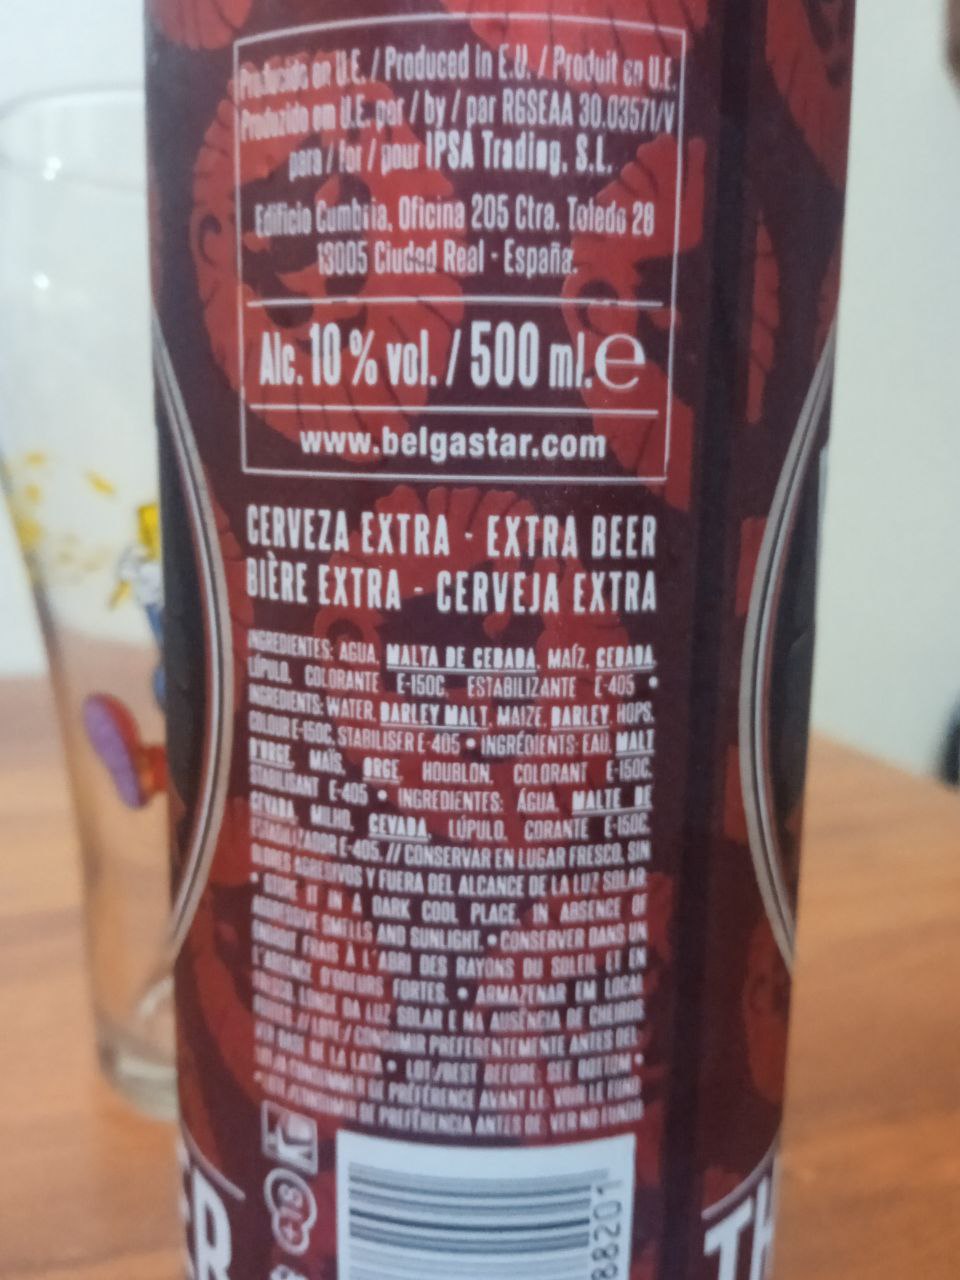 Producido en U.E. / Produced in E.U. / Produit en U.E.
Produzido em U.E. por / by / par RGSEAA 30.03571/V
para / for / pour IPSA Trading, S.L.
Edificio Cumbria, Oficina 205 Ctra. Toledo 28
13005 Ciudad Real - España.
Alc. 10 % vol. / 500 ml. e
www.belgastar.com
CERVEZA EXTRA - EXTRA BEER
BIÈRE EXTRA - CERVEJA EXTRA
INGREDIENTES: AGUA, MALTA DE CEBADA, MAÍZ, CEBADA,
LÚPULO, COLORANTE E-150C, ESTABILIZANTE E-405 •
INGREDIENTS: WATER, BARLEY MALT, MAIZE, BARLEY, HOPS,
COLOUR E-150C, STABILISER E-405 • INGRÉDIENTS: EAU, MALT
D'ORGE, MAÏS, ORGE, HOUBLON, COLORANT E-150C,
STABILISANT E-405 • INGREDIENTES: ÁGUA, MALTE DE
CEVADA, MILHO, CEVADA, LÚPULO, CORANTE E-150C,
ESTABILIZADOR E-405. // CONSERVAR EN LUGAR FRESCO, SIN
OLORES AGRESIVOS Y FUERA DEL ALCANCE DE LA LUZ SOLAR
• STORE IT IN A DARK COOL PLACE, IN ABSENCE OF
AGGRESSIVE SMELLS AND SUNLIGHT. • CONSERVER DANS UN
ENDROIT FRAIS À L'ABRI DES RAYONS DU SOLEIL ET EN
L'ABSENCE D'ODEURS FORTES. • ARMAZENAR EM LOCAL
FRESCO, LONGE DA LUZ SOLAR E NA AUSÊNCIA DE CHEIROS
// LOTE / CONSUMIR PREFERENTEMENTE ANTES DEL:
VER BASE DE LA LATA • LOT /BEST BEFORE: SEE BOTTOM •
LOT /À CONSOMMER DE PRÉFÉRENCE AVANT LE: VOIR LE FOND
• LOTE /CONSUMIR DE PREFERÊNCIA ANTES DE: VER NO FUNDO
+18
88201
ER
TH